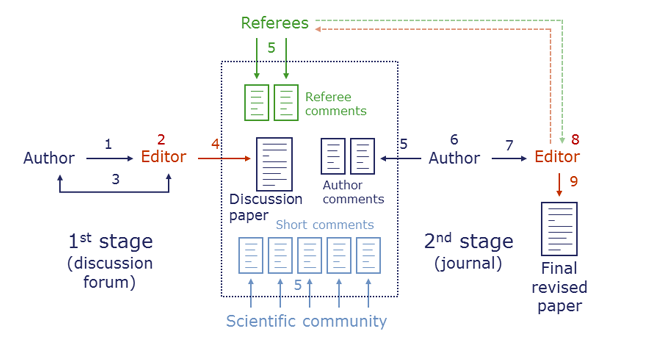 Referees
5
8
Referee
comments
1
2
4
5
6
7
Author
Editor
Author
Editor
3
9
Discussion
paper
Author
comments
Short comments
1st stage
(discussion
forum)
2nd stage
(journal)
5
Final
revised
paper
Scientific community